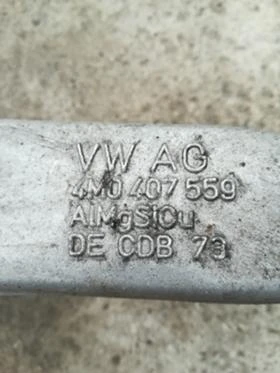 VW AG
4M0 407 559
AlMgSiCu
DE CDB 73